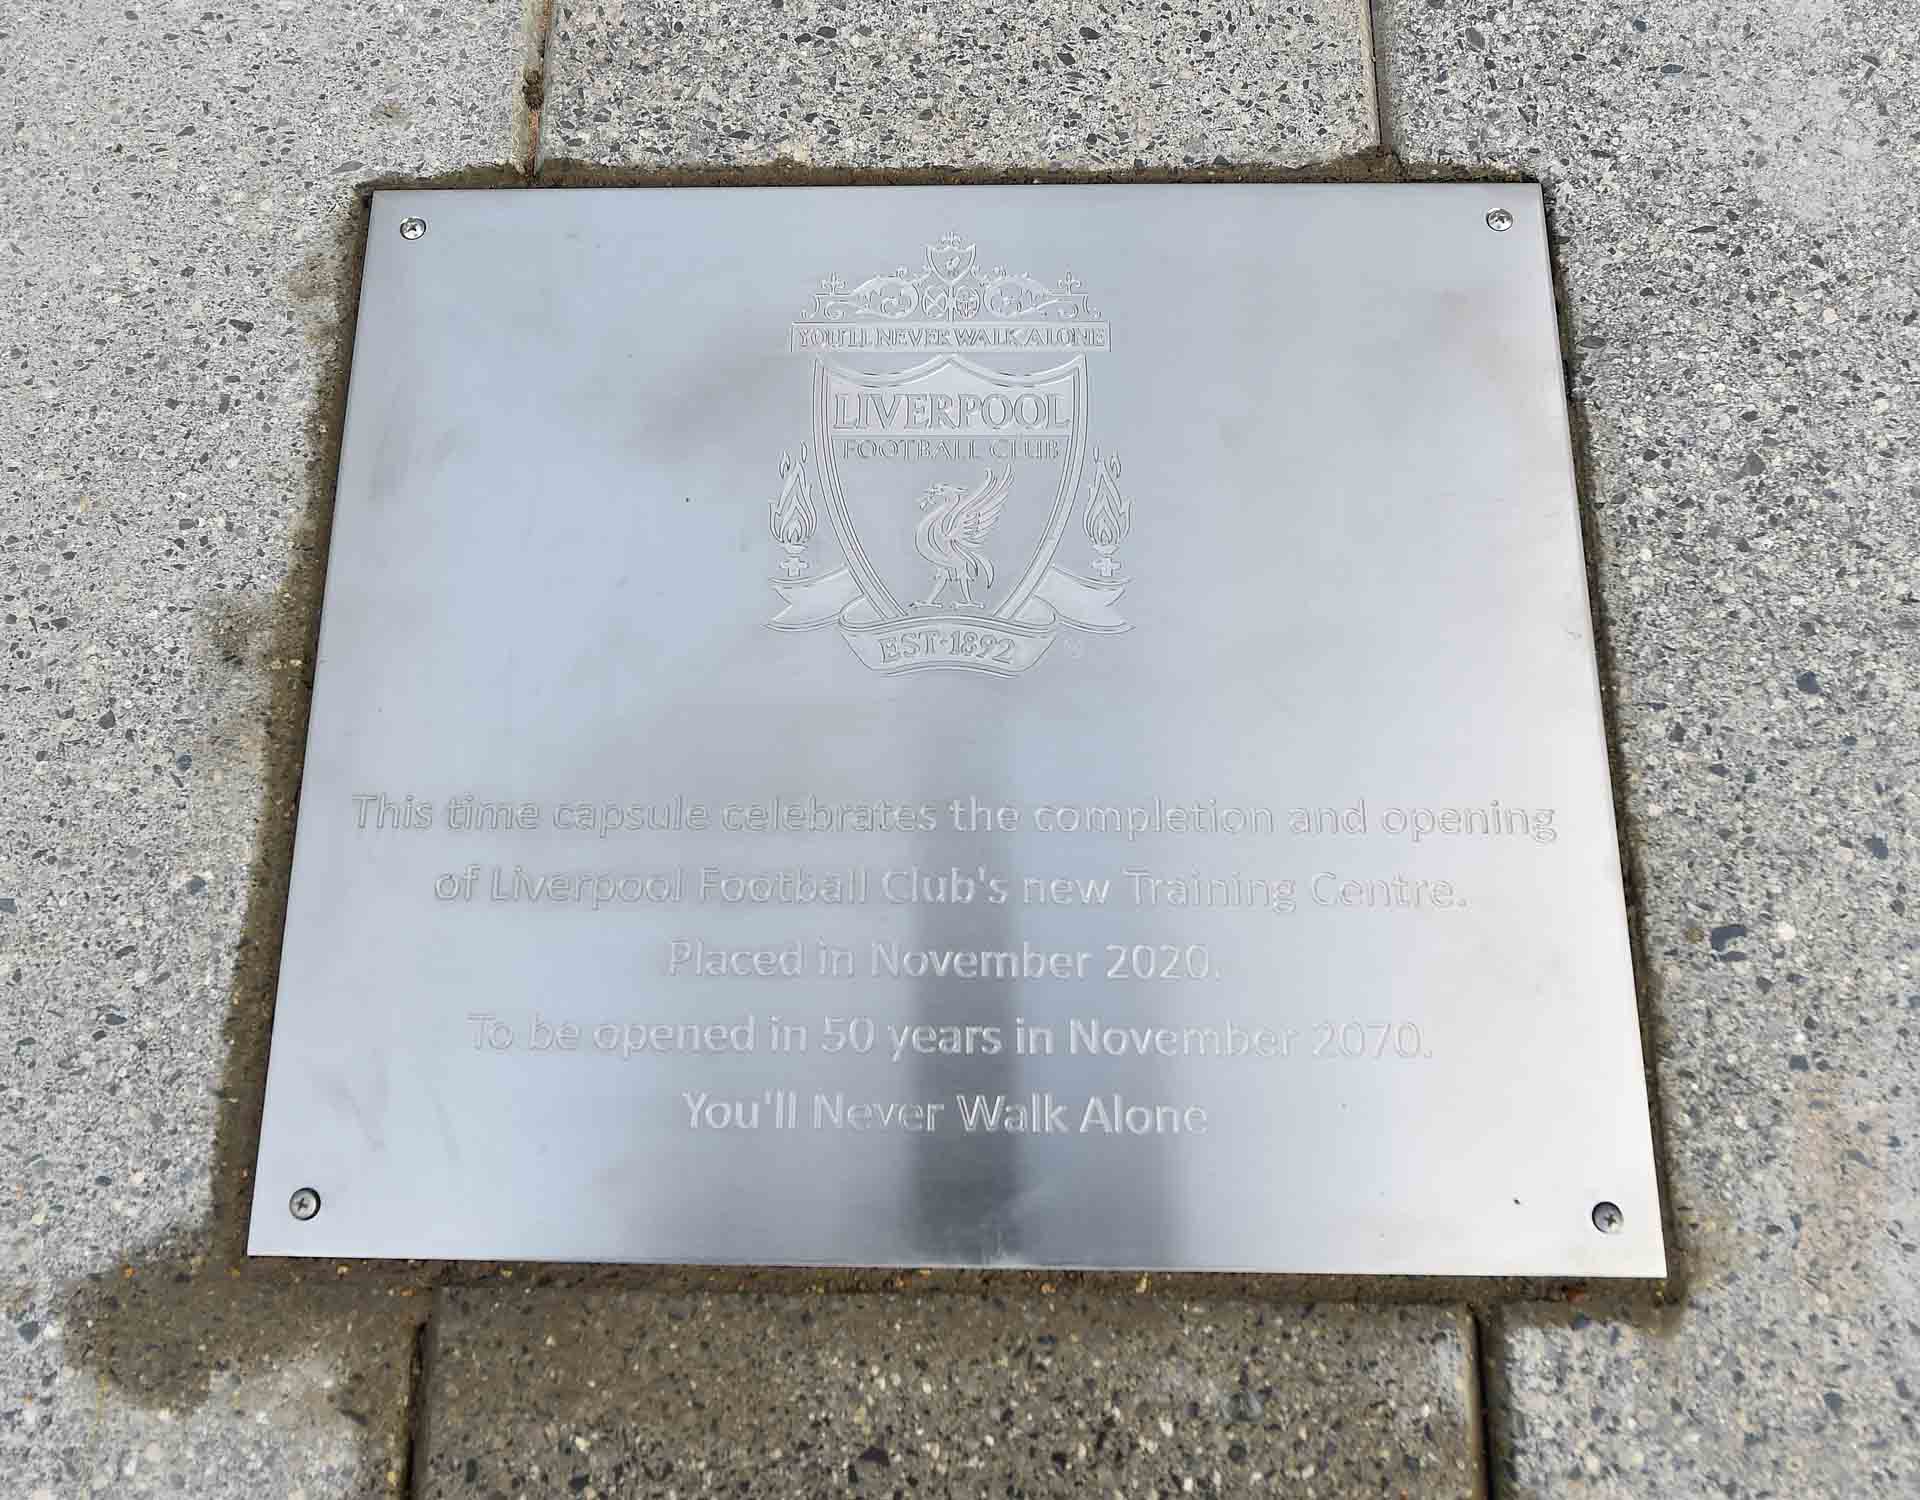 YOU'LL NEVER WALK ALONE
LIVERPOOL
FOOTBALL CLUB
EST·1892
This time capsule celebrates the completion and opening
of Liverpool Football Club's new Training Centre.
Placed in November 2020.
To be opened in 50 years in November 2070.
You'll Never Walk Alone